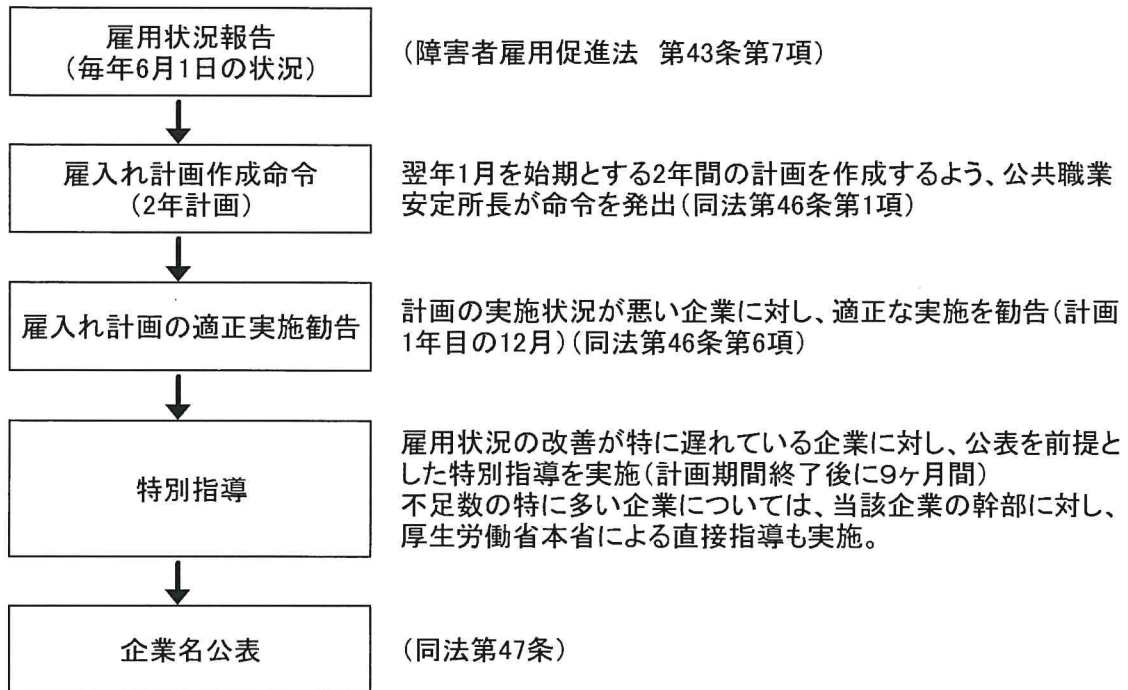 雇用状況報告
(毎年6月1日の状況)
(障害者雇用促進法 第43条第7項)
雇入れ計画作成命令
(2年計画)
翌年1月を始期とする2年間の計画を作成するよう、公共職業
安定所長が命令を発出(同法第46条第1項)
雇入れ計画の適正実施勧告
計画の実施状況が悪い企業に対し、適正な実施を勧告(計画
1年目の12月)(同法第46条第6項)
特別指導
雇用状況の改善が特に遅れている企業に対し、公表を前提と
した特別指導を実施(計画期間終了後に9ヶ月間)
不足数の特に多い企業については、当該企業の幹部に対し、
厚生労働省本省による直接指導も実施。
企業名公表
(同法第47条)